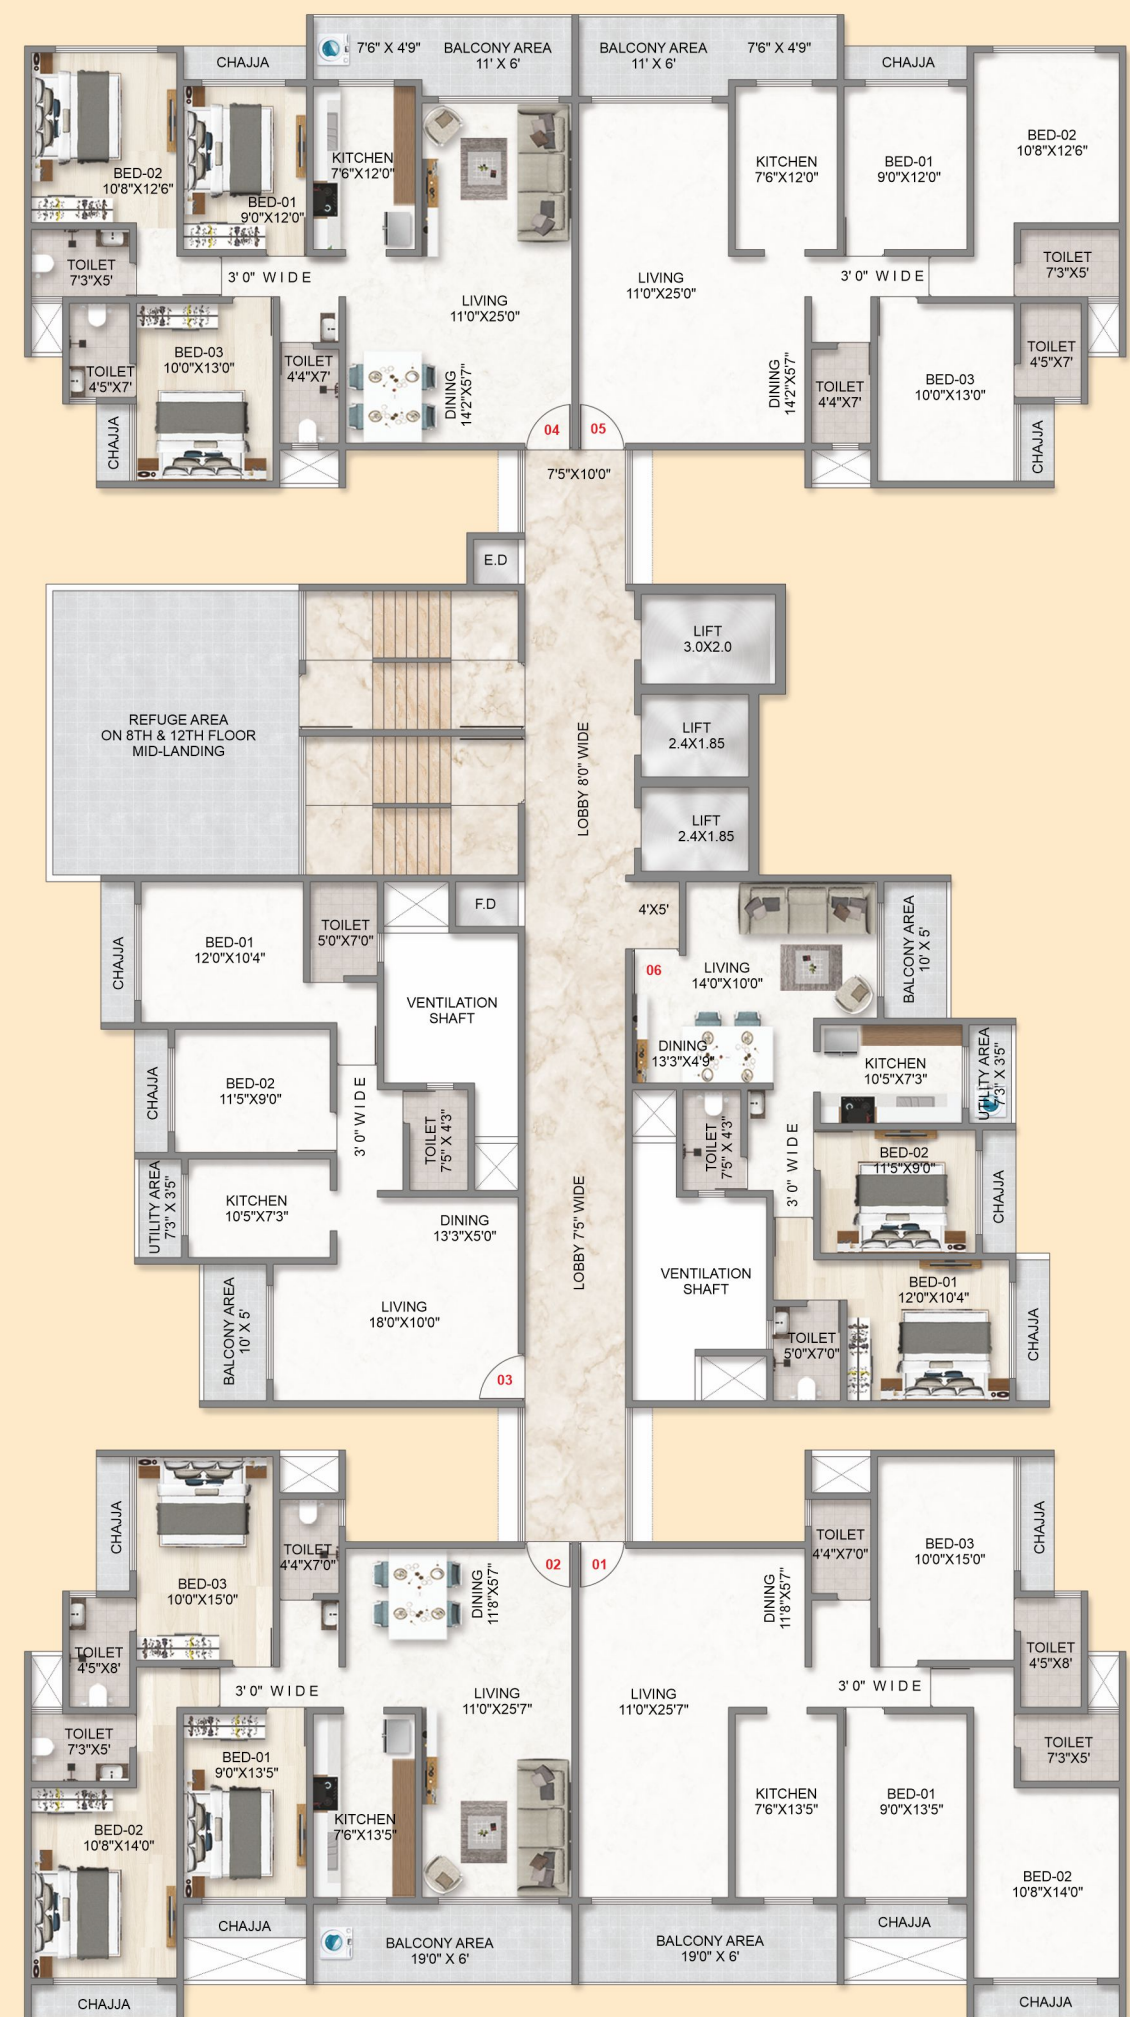 7'6" X 4'9"
BALCONY AREA
11' X 6'
BALCONY AREA
11' X 6'
7'6" X 4'9"
CHAJJA
CHAJJA
BED-02
10'8"X12'6"
BED-01
9'0"X12'0"
KITCHEN
7'6"X12'0"
KITCHEN
7'6"X12'0"
BED-01
9'0"X12'0"
BED-02
10'8"X12'6"
TOILET
7'3"X5'
3' 0" WIDE
LIVING
11'0"X25'0"
LIVING
11'0"X25'0"
3' 0" WIDE
TOILET
7'3"X5'
TOILET
4'5"X7'
BED-03
10'0"X13'0"
TOILET
4'4"X7'
DINING
14'2"X5'7"
DINING
14'2"X5'7"
TOILET
4'4"X7'
BED-03
10'0"X13'0"
TOILET
4'5"X7'
CHAJJA
CHAJJA
04
05
7'5"X10'0"
E.D
LIFT
3.0X2.0
REFUGE AREA
ON 8TH & 12TH FLOOR
MID-LANDING
LOBBY 8'0" WIDE
LIFT
2.4X1.85
LIFT
2.4X1.85
F.D
4'X5'
CHAJJA
BED-01
12'0"X10'4"
TOILET
5'0"X7'0"
06
LIVING
14'0"X10'0"
BALCONY AREA
10' X 5'
VENTILATION
SHAFT
DINING
13'3"X4'9"
KITCHEN
10'5"X7'3"
UTILITY AREA
7'3" X 3'5"
CHAJJA
BED-02
11'5"X9'0"
3' 0" WIDE
TOILET
7'5" X 4'3"
TOILET
7'5" X 4'3"
3' 0" WIDE
BED-02
11'5"X9'0"
CHAJJA
UTILITY AREA
7'3" X 3'5"
KITCHEN
10'5"X7'3"
DINING
13'3"X5'0"
LOBBY 7'5" WIDE
VENTILATION
SHAFT
BED-01
12'0"X10'4"
CHAJJA
BALCONY AREA
10' X 5'
LIVING
18'0"X10'0"
TOILET
5'0"X7'0"
03
CHAJJA
TOILET
4'4"X7'0"
02
01
TOILET
4'4"X7'0"
BED-03
10'0"X15'0"
CHAJJA
BED-03
10'0"X15'0"
DINING
11'8"X5'7"
DINING
11'8"X5'7"
TOILET
4'5"X8'
TOILET
4'5"X8'
3' 0" WIDE
LIVING
11'0"X25'7"
LIVING
11'0"X25'7"
3' 0" WIDE
TOILET
7'3"X5'
TOILET
7'3"X5'
BED-01
9'0"X13'5"
KITCHEN
7'6"X13'5"
KITCHEN
7'6"X13'5"
BED-01
9'0"X13'5"
BED-02
10'8"X14'0"
BED-02
10'8"X14'0"
CHAJJA
BALCONY AREA
19'0" X 6'
BALCONY AREA
19'0" X 6'
CHAJJA
CHAJJA
CHAJJA